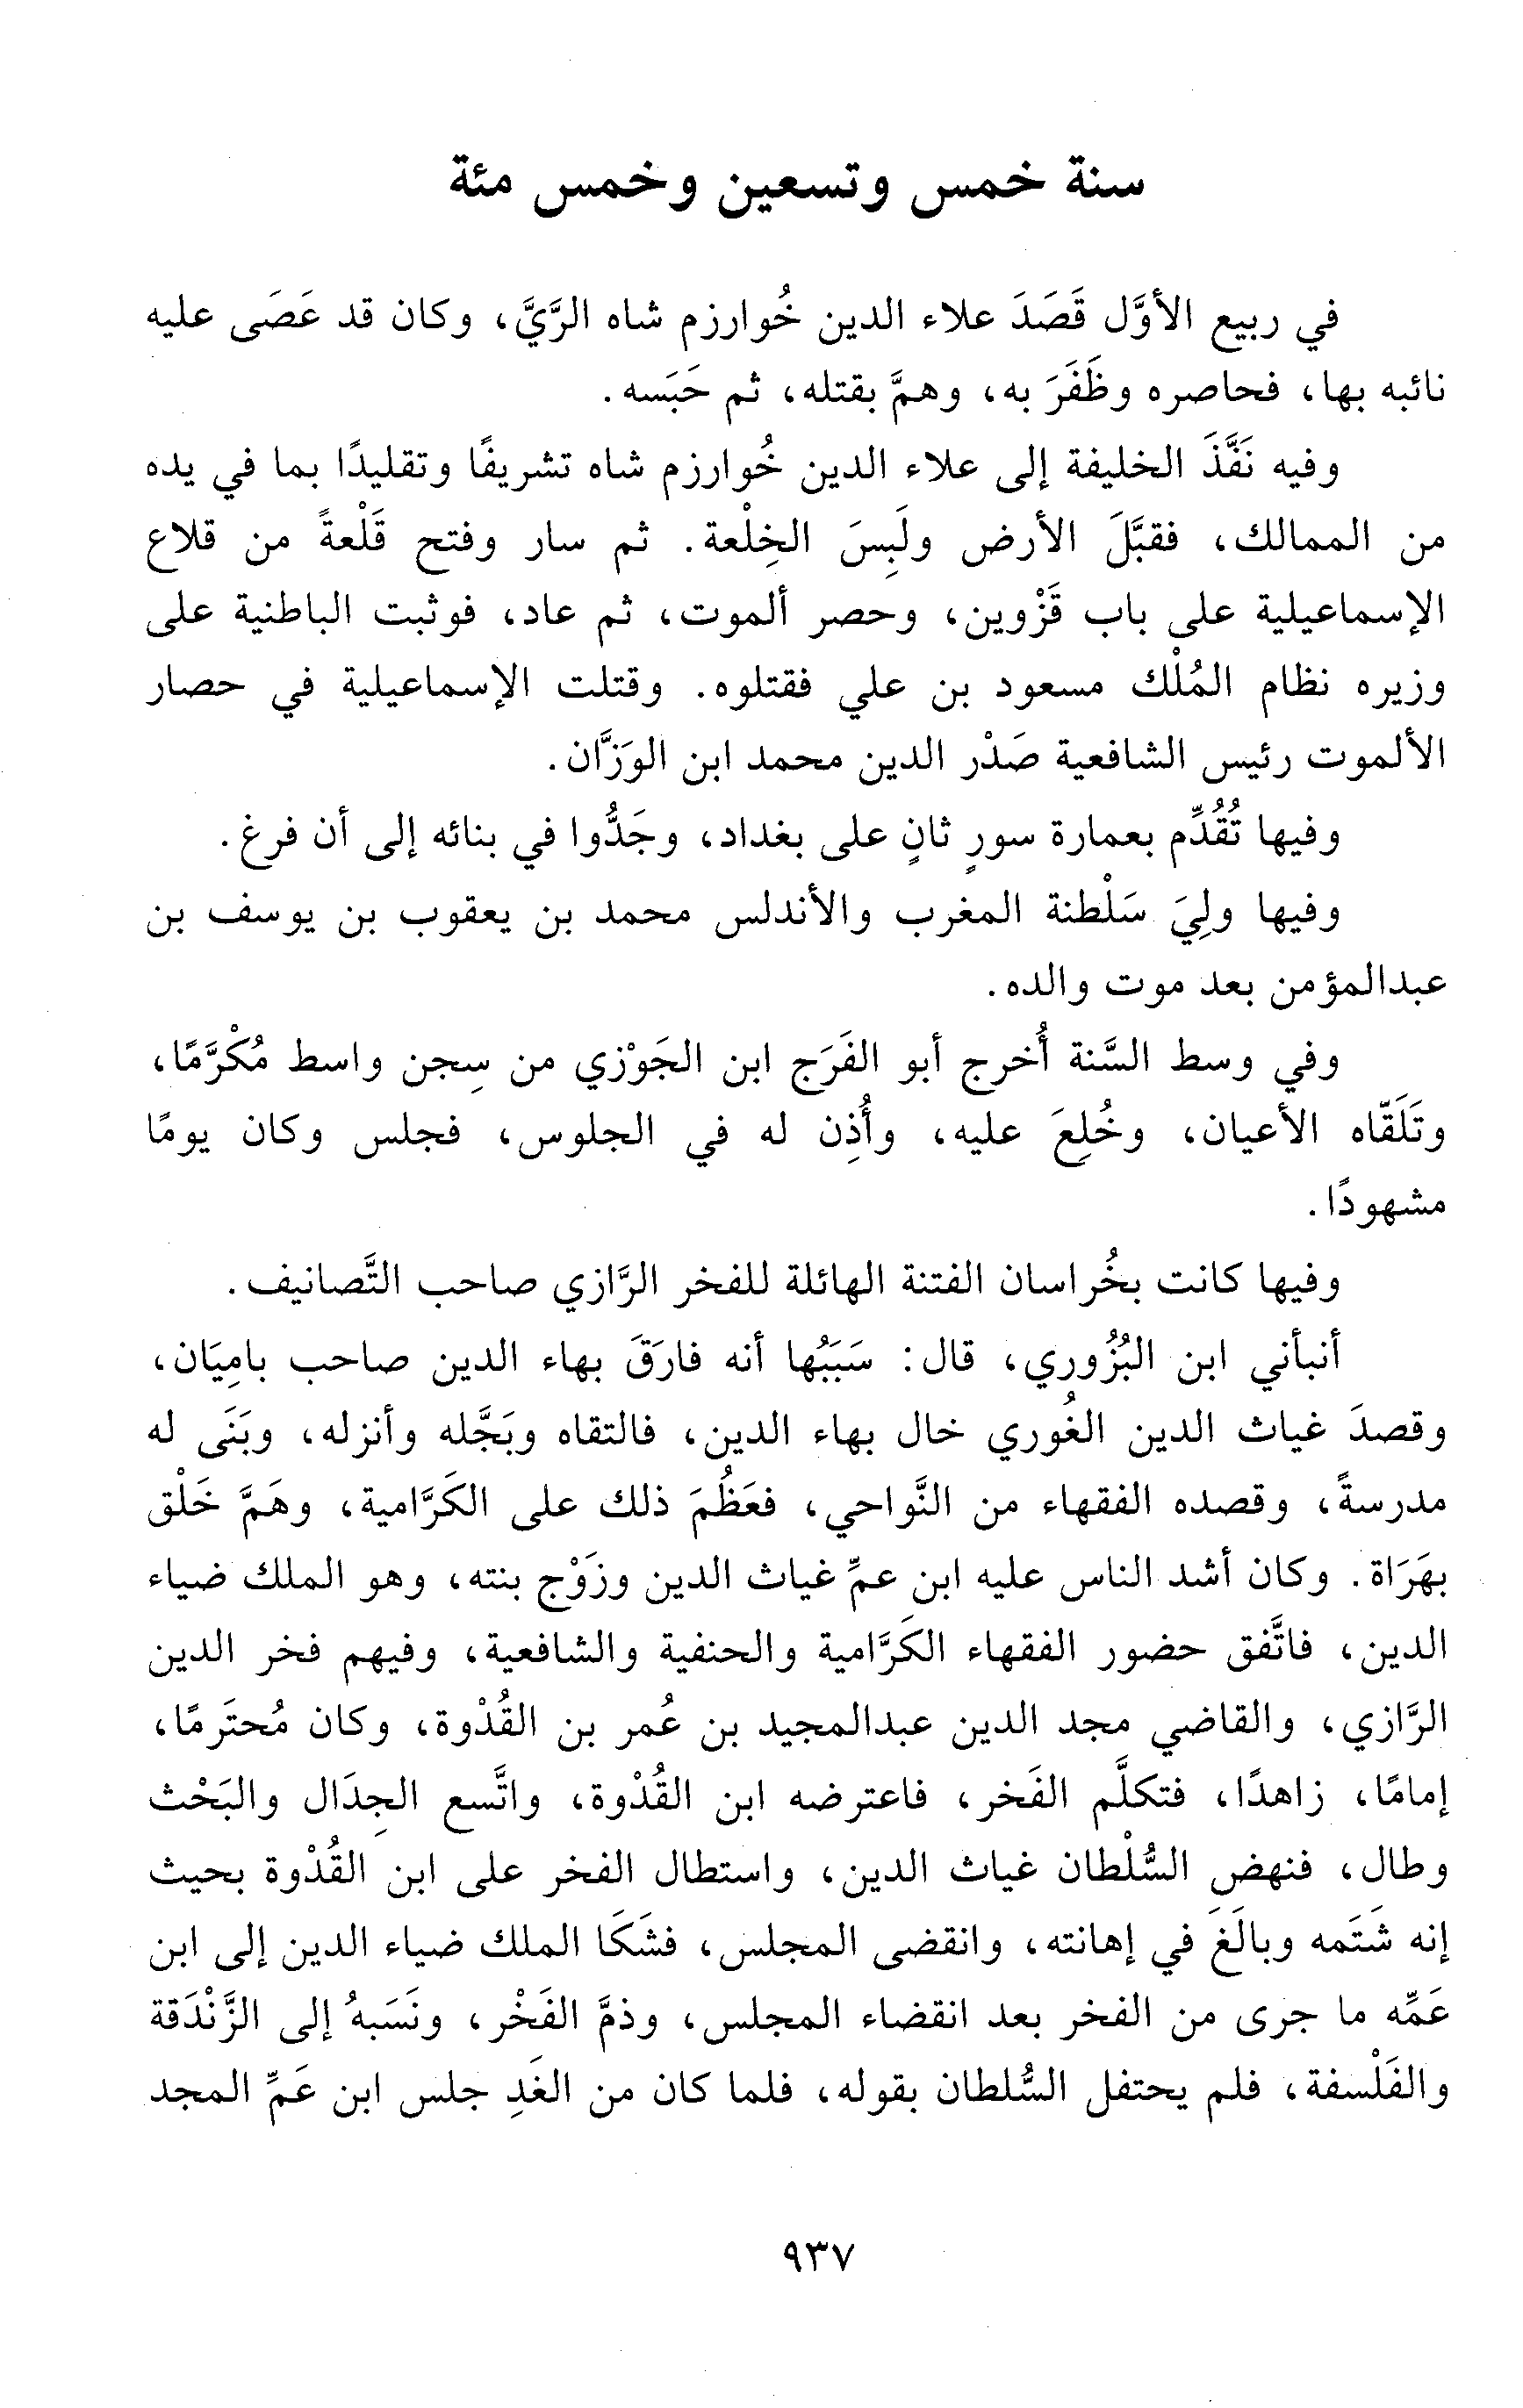 سنة خمس وتسعين وخمس مئة
في ربيع الأوَّل قَصَدَ علاء الدين خُوارزم شاه الرَّيَّ، وكان قد عَصَى عليه
نائبه بها، فحاصره وظَفَرَ به، وهمَّ بقتله، ثم حَبَسه.
وفيه نَفَّذَ الخليفة إلى علاء الدين خُوارزم شاه تشريفًا وتقليدًا بما في يده
من الممالك، فقبَّلَ الأرض ولَبِسَ الخِلْعة. ثم سار وفتح قَلْعةً من قلاع
الإسماعيلية على باب قَزْوين، وحصر ألموت، ثم عاد، فوثبت الباطنية على
وزيره نظام المُلْك مسعود بن علي فقتلوه. وقتلت الإسماعيلية في حصار
الألموت رئيس الشافعية صَدْر الدين محمد ابن الوَزَّان.
وفيها تُقُدِّم بعمارة سورٍ ثانٍ على بغداد، وجَدُّوا في بنائه إلى أن فرغ.
وفيها ولِيَ سَلْطنة المغرب والأندلس محمد بن يعقوب بن يوسف بن
عبدالمؤمن بعد موت والده.
وفي وسط السَّنة أُخرج أبو الفَرَج ابن الجَوْزي من سِجن واسط مُكْرَّمًا،
وتَلَقّاه الأعيان، وخُلِعَ عليه، وأُذِن له في الجلوس، فجلس وكان يومًا
مشهودًا.
وفيها كانت بخُراسان الفتنة الهائلة للفخر الرَّازي صاحب التَّصانيف.
أنبأني ابن البُزُوري، قال: سَبَبُها أنه فارَقَ بهاء الدين صاحب بامِيَان،
وقصدَ غياث الدين الغُوري خال بهاء الدين، فالتقاه وبَجَّله وأنزله، وبَنَى له
مدرسةً، وقصده الفقهاء من النَّواحي، فعَظُمَ ذلك على الكَرَّامية، وهَمَّ خَلْق
بهَرَاة. وكان أشد الناس عليه ابن عمِّ غياث الدين وزَوْج بنته، وهو الملك ضياء
الدين، فاتَّفق حضور الفقهاء الكَرَّامية والحنفية والشافعية، وفيهم فخر الدين
الرَّازي، والقاضي مجد الدين عبدالمجيد بن عُمر بن القُدْوة، وكان مُحتَرمًا،
إمامًا، زاهدًا، فتكلَّم الفَخر، فاعترضه ابن القُدْوة، واتَّسع الجِدَال والبَحْث
وطال، فنهض السُّلْطان غياث الدين، واستطال الفخر على ابن القُدْوة بحيث
إنه شَتَمه وبالَغَ في إهانته، وانقضى المجلس، فشَكَا الملك ضياء الدين إلى ابن
عَمِّه ما جرى من الفخر بعد انقضاء المجلس، وذمَّ الفَخْر، ونَسَبهُ إلى الزَّنْدَقة
والفَلْسفة، فلم يحتفل السُّلطان بقوله، فلما كان من الغَدِ جلس ابن عَمِّ المجد
٩٣٧